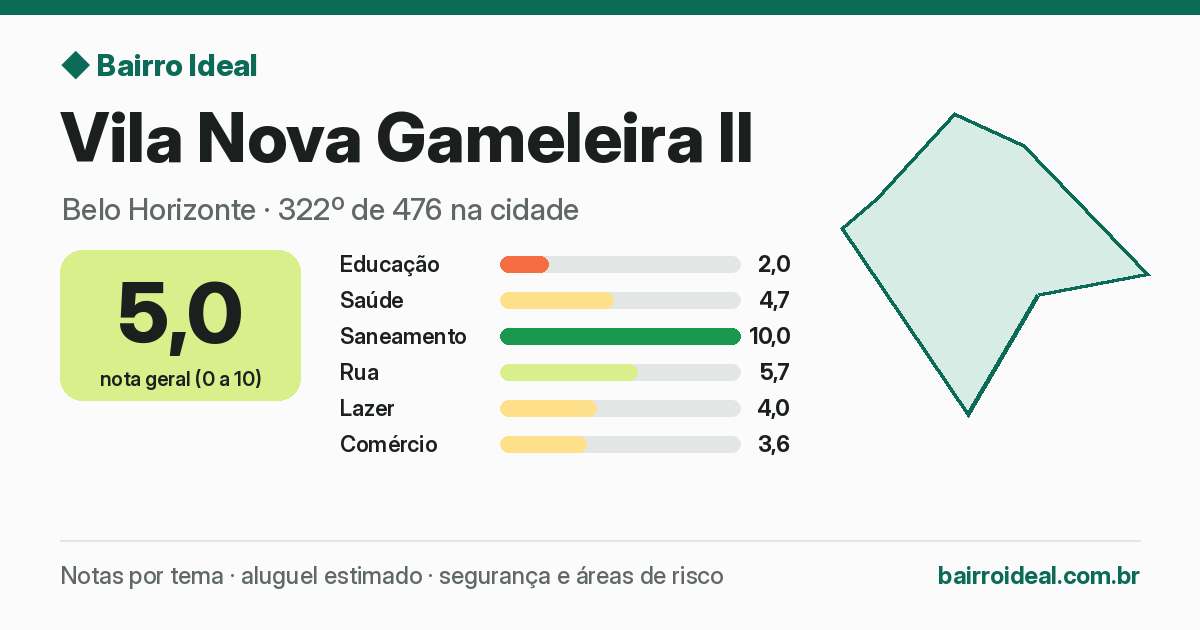 Bairro Ideal
Vila Nova Gameleira II
Belo Horizonte · 322º de 476 na cidade
5,0
nota geral (0 a 10)
Educação 2,0
Saúde 4,7
Saneamento 10,0
Rua 5,7
Lazer 4,0
Comércio 3,6
Notas por tema · aluguel estimado · segurança e áreas de risco
bairroideal.com.br